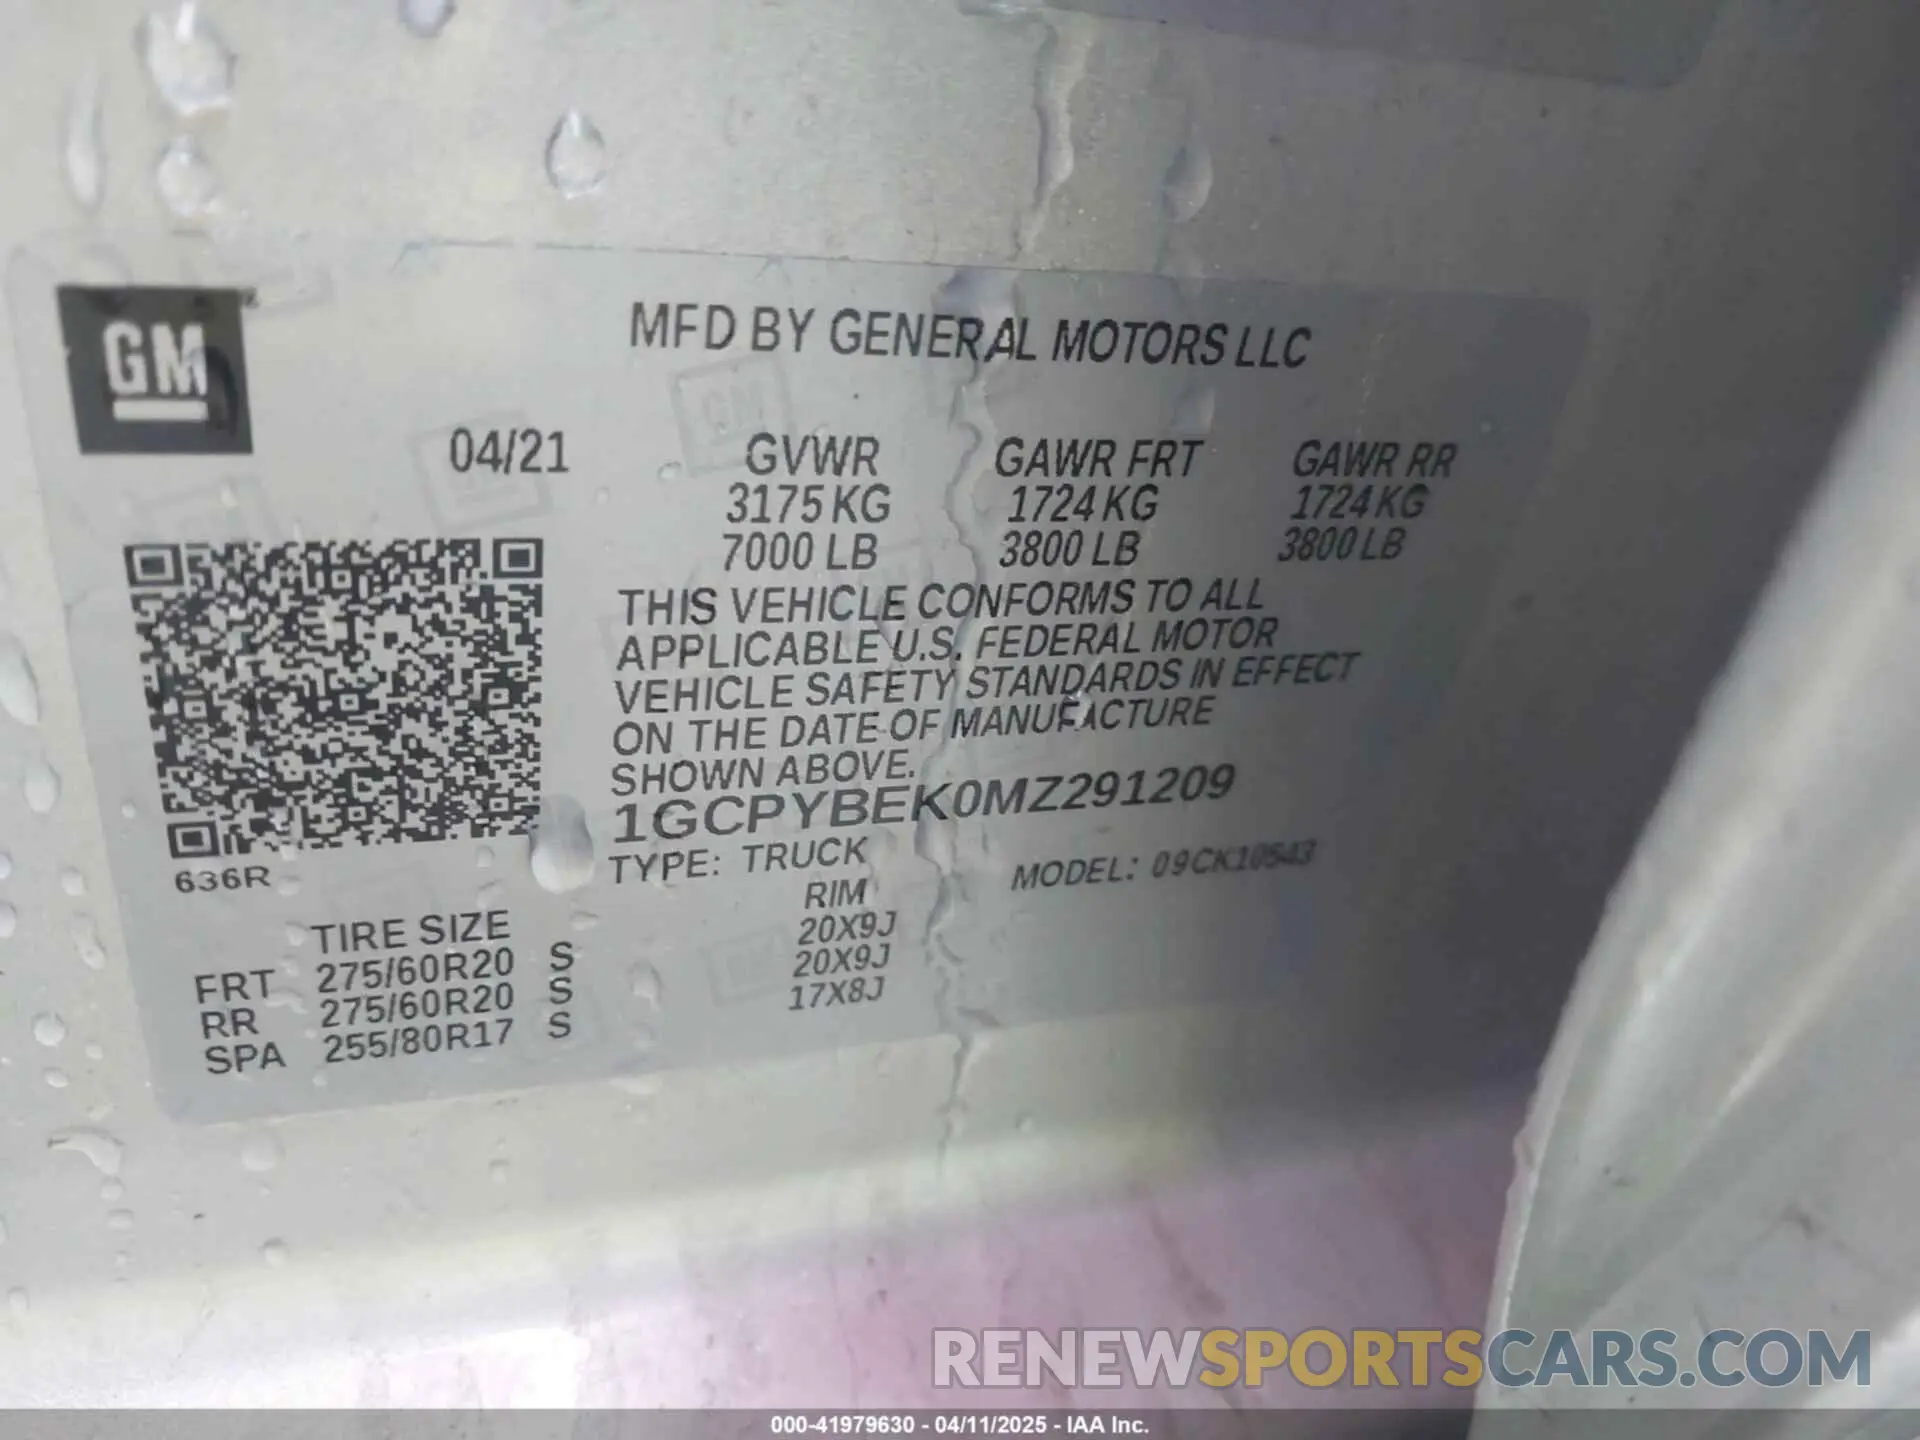 GM
MFD BY GENERAL MOTORS LLC
04/21 GVWR GAWR FRT GAWR RR
3175 KG 1724 KG 1724 KG
7000 LB 3800 LB 3800 LB
THIS VEHICLE CONFORMS TO ALL
APPLICABLE U.S. FEDERAL MOTOR
VEHICLE SAFETY STANDARDS IN EFFECT
ON THE DATE OF MANUFACTURE
SHOWN ABOVE.
1GCPYBEK0MZ291209
TYPE: TRUCK MODEL: 09CK10543
636R
TIRE SIZE RIM
FRT 275/60R20 S 20X9J
RR 275/60R20 S 20X9J
SPA 255/80R17 S 17X8J
RENEWSPORTSCARS.COM
000-41979630 - 04/11/2025 - IAA Inc.